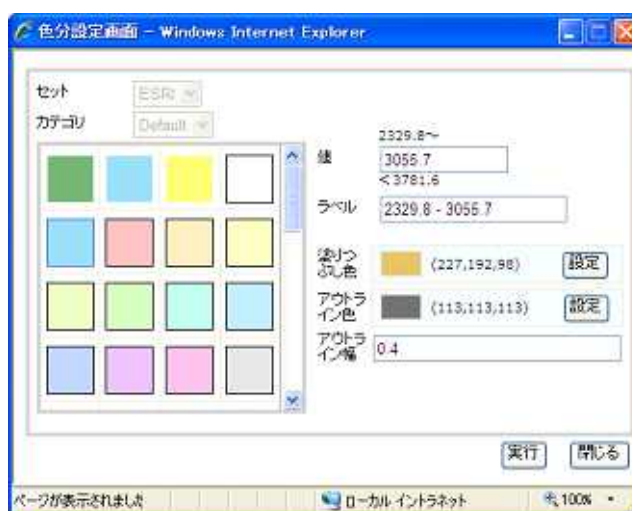 色分設定画面 - Windows Internet Explorer
セット
ESRI
カテゴリ
Default
2329.8～
値
3055.7
< 3781.6
ラベル
2329.8 - 3055.7
塗りつ
ぶし色
(227,192,98)
設定
アウトラ
イン色
(113,113,113)
設定
アウトラ
イン幅
0.4
実行
閉じる
ページが表示されました
ローカル イントラネット
100%